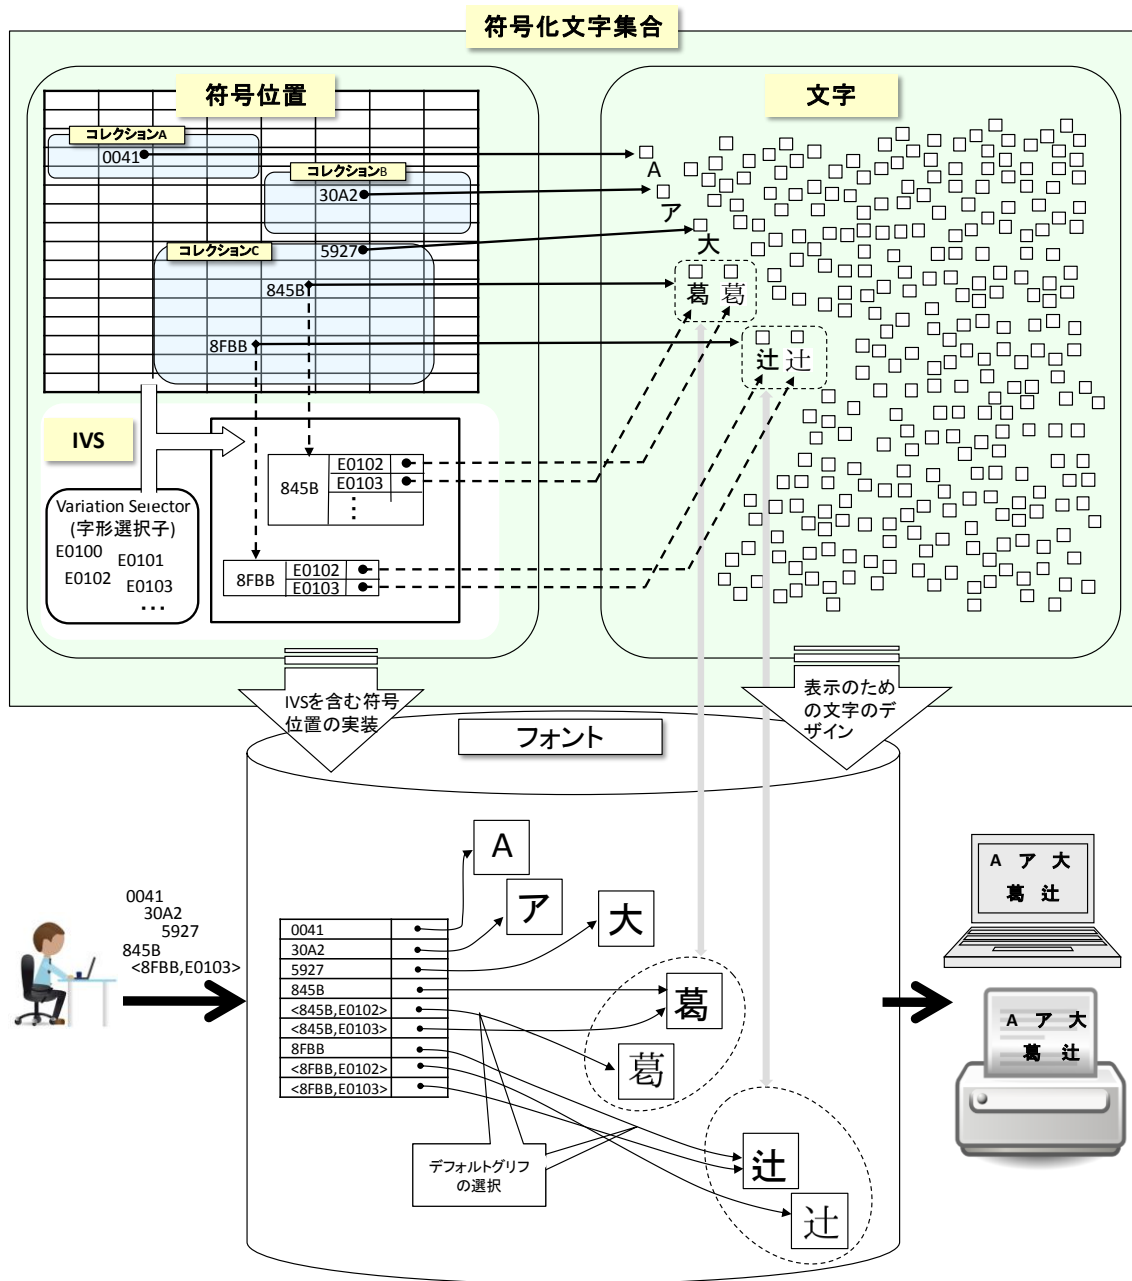 符号化文字集合
符号位置
コレクションA
0041
コレクションB
30A2
コレクションC
5927
845B
8FBB
文字
A
ア
大
葛 葛
辻 辻
IVS
Variation Selector
(字形選択子)
E0100
E0101
E0102
E0103
...
845B
E0102
E0103
⋮
8FBB
E0102
E0103
IVSを含む符号
位置の実装
表示のため
の文字のデ
ザイン
フォント
0041
30A2
5927
845B
<8FBB,E0103>
0041
30A2
5927
845B
<845B,E0102>
<845B,E0103>
8FBB
<8FBB,E0102>
<8FBB,E0103>
A
ア
大
葛
葛
辻
辻
デフォルトグリフ
の選択
A ア 大
葛 辻
A ア 大
葛 辻